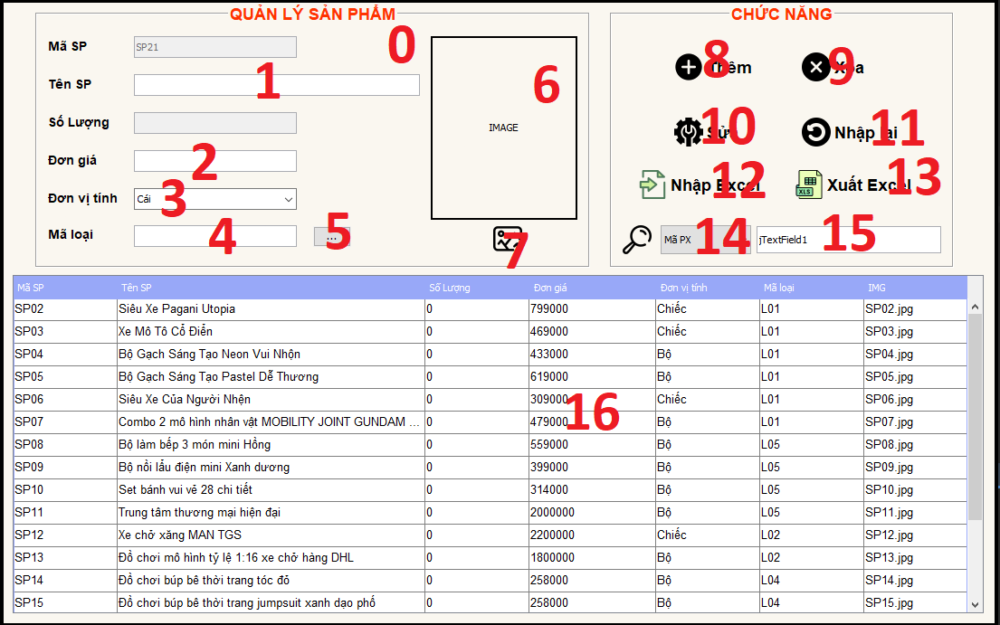 QUẢN LÝ SẢN PHẨM
Mã SP SP21 0
Tên SP 1
Số Lượng
Đơn giá 2
Đơn vị tính Cái 3
Mã loại 4 ... 5
IMAGE 6
7
CHỨC NĂNG
Thêm 8 Xóa 9
Sửa 10 Nhập lại 11
Nhập Excel 12 Xuất Excel 13
XLS
Mã PX 14 jTextField1 15
Mã SP Tên SP Số Lượng Đơn giá Đơn vị tính Mã loại IMG
SP02 Siêu Xe Pagani Utopia 0 799000 Chiếc L01 SP02.jpg
SP03 Xe Mô Tô Cổ Điển 0 469000 Chiếc L01 SP03.jpg
SP04 Bộ Gạch Sáng Tạo Neon Vui Nhộn 0 433000 Bộ L01 SP04.jpg
SP05 Bộ Gạch Sáng Tạo Pastel Dễ Thương 0 619000 Bộ L01 SP05.jpg
SP06 Siêu Xe Của Người Nhện 0 309000 Chiếc L01 SP06.jpg
16
SP07 Combo 2 mô hình nhân vật MOBILITY JOINT GUNDAM ... 0 479000 Bộ L01 SP07.jpg
SP08 Bộ làm bếp 3 món mini Hồng 0 559000 Bộ L05 SP08.jpg
SP09 Bộ nồi lẩu điện mini Xanh dương 0 399000 Bộ L05 SP09.jpg
SP10 Set bánh vui vẻ 28 chi tiết 0 314000 Bộ L05 SP10.jpg
SP11 Trung tâm thương mại hiện đại 0 2000000 Bộ L05 SP11.jpg
SP12 Xe chở xăng MAN TGS 0 2200000 Chiếc L02 SP12.jpg
SP13 Đồ chơi mô hình tỷ lệ 1:16 xe chở hàng DHL 0 1800000 Bộ L02 SP13.jpg
SP14 Đồ chơi búp bê thời trang tóc đỏ 0 258000 Bộ L04 SP14.jpg
SP15 Đồ chơi búp bê thời trang jumpsuit xanh dạo phố 0 258000 Bộ L04 SP15.jpg